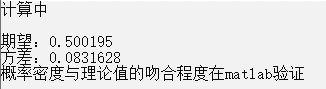 计算中
期望：0.500195
方差：0.0831628
概率密度与理论值的吻合程度在matlab验证